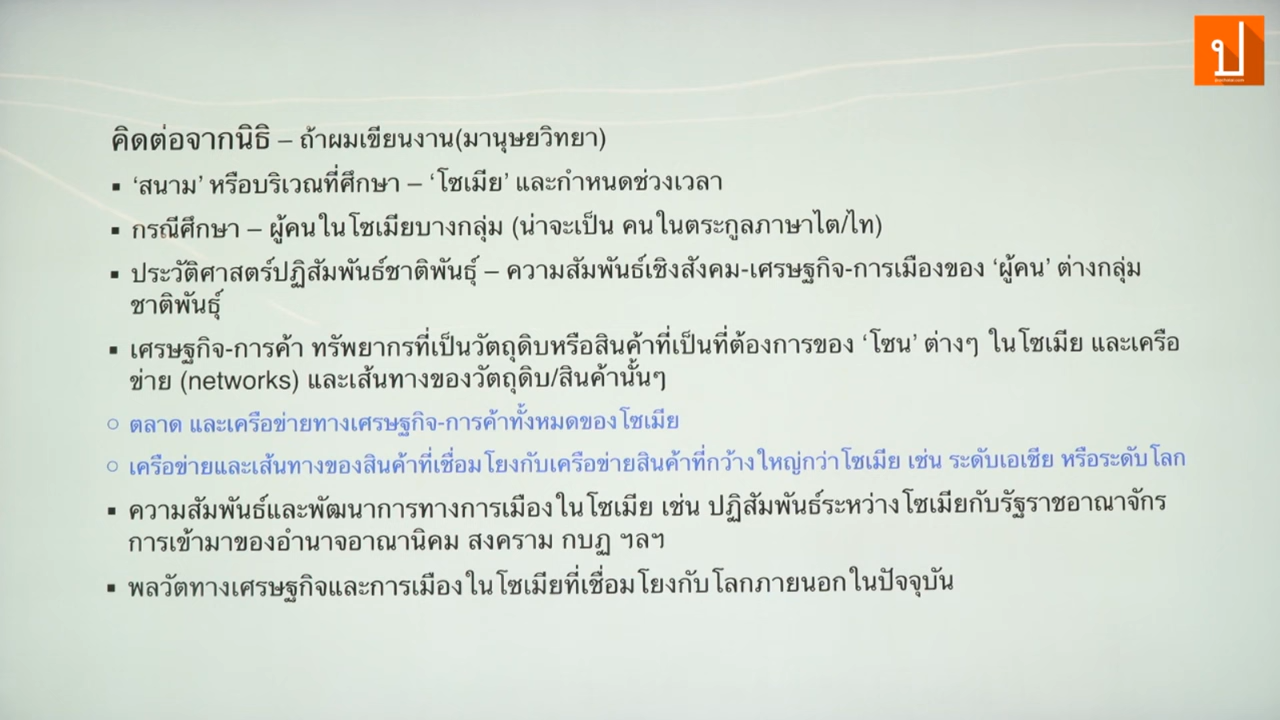 ป
คิดต่อจากนิธิ – ถ้าผมเขียนงาน(มานุษยวิทยา)
▪ ‘สนาม’ หรือบริเวณที่ศึกษา – ‘โซเมีย’ และกำหนดช่วงเวลา
▪ กรณีศึกษา – ผู้คนในโซเมียบางกลุ่ม (น่าจะเป็น คนในตระกูลภาษาไต/ไท)
▪ ประวัติศาสตร์ปฏิสัมพันธ์ชาติพันธุ์ – ความสัมพันธ์เชิงสังคม-เศรษฐกิจ-การเมืองของ ‘ผู้คน’ ต่างกลุ่ม
ชาติพันธุ์
▪ เศรษฐกิจ-การค้า ทรัพยากรที่เป็นวัตถุดิบหรือสินค้าที่เป็นที่ต้องการของ ‘โซน’ ต่างๆ ในโซเมีย และเครือ
ข่าย (networks) และเส้นทางของวัตถุดิบ/สินค้านั้นๆ
○ ตลาด และเครือข่ายทางเศรษฐกิจ-การค้าทั้งหมดของโซเมีย
○ เครือข่ายและเส้นทางของสินค้าที่เชื่อมโยงกับเครือข่ายสินค้าที่กว้างใหญ่กว่าโซเมีย เช่น ระดับเอเชีย หรือระดับโลก
▪ ความสัมพันธ์และพัฒนาการทางการเมืองในโซเมีย เช่น ปฏิสัมพันธ์ระหว่างโซเมียกับรัฐราชอาณาจักร
การเข้ามาของอำนาจอาณานิคม สงคราม กบฏ ฯลฯ
▪ พลวัตทางเศรษฐกิจและการเมืองในโซเมียที่เชื่อมโยงกับโลกภายนอกในปัจจุบัน